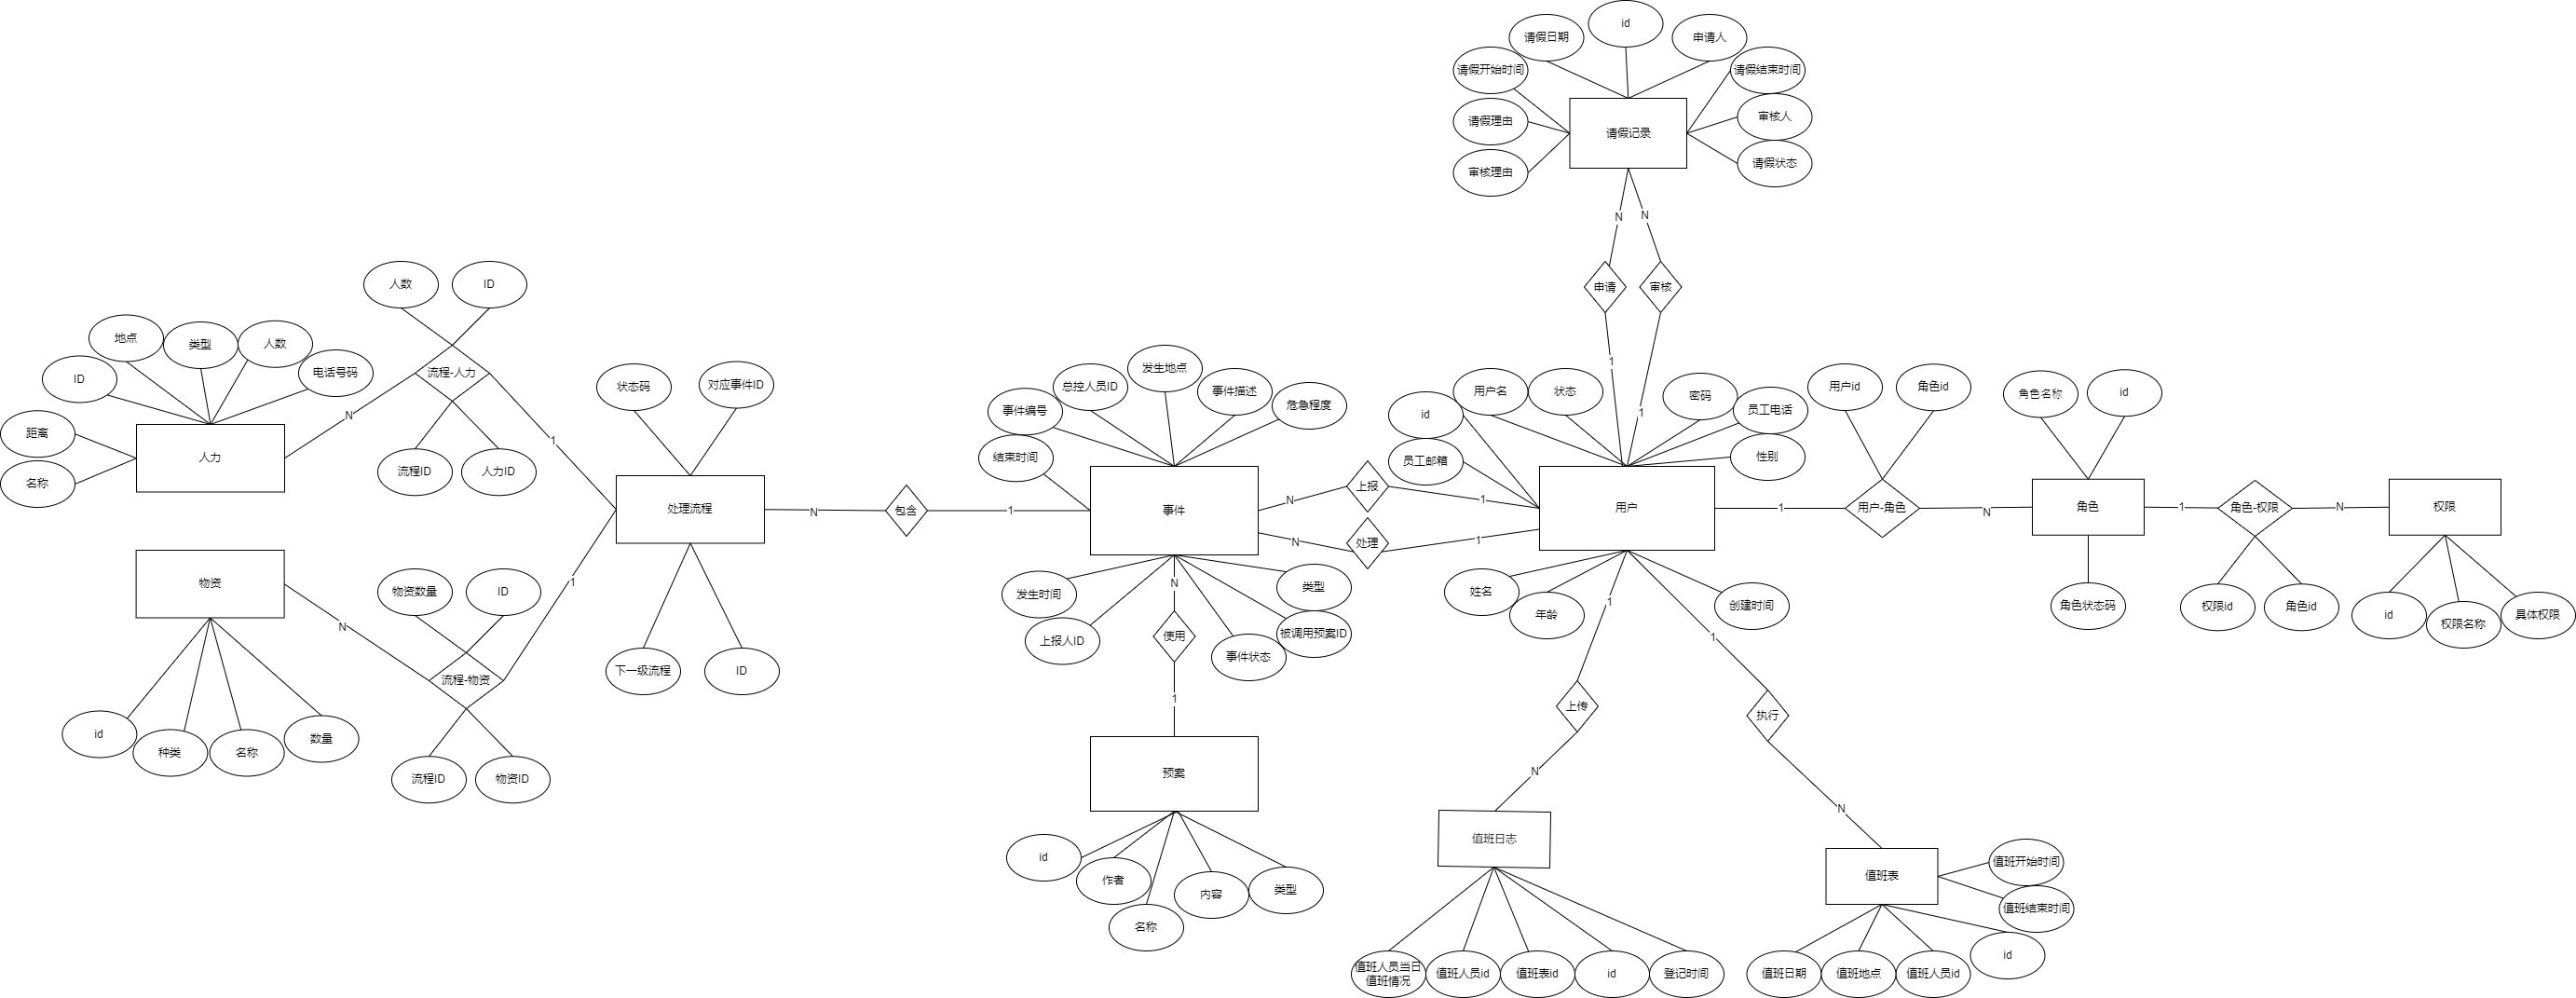 id
请假日期
申请人
请假开始时间
请假结束时间
请假理由
审核人
请假记录
审核理由
请假状态
N
N
申请
审核
1
1
人数
ID
地点
类型
人数
ID
电话号码
流程-人力
N
距离
人力
名称
流程ID
人力ID
1
状态码
对应事件ID
处理流程
下一级流程
ID
物资
N
物资数量
ID
1
流程-物资
id
种类
名称
数量
流程ID
物资ID
N
包含
1
发生地点
总控人员ID
事件描述
事件编号
危急程度
结束时间
事件
发生时间
上报人ID
类型
被调用预案ID
事件状态
N
使用
1
预案
id
作者
名称
内容
类型
N
上报
1
N
处理
1
用户名
状态
密码
id
员工电话
员工邮箱
性别
用户
姓名
年龄
创建时间
1
用户id
角色id
用户-角色
N
角色名称
id
角色
角色状态码
1
角色-权限
N
权限id
角色id
权限
id
权限名称
具体权限
1
上传
N
值班日志
值班人员当日
值班情况
值班人员id
值班表id
id
登记时间
1
执行
N
值班表
值班开始时间
值班结束时间
id
值班日期
值班地点
值班人员id